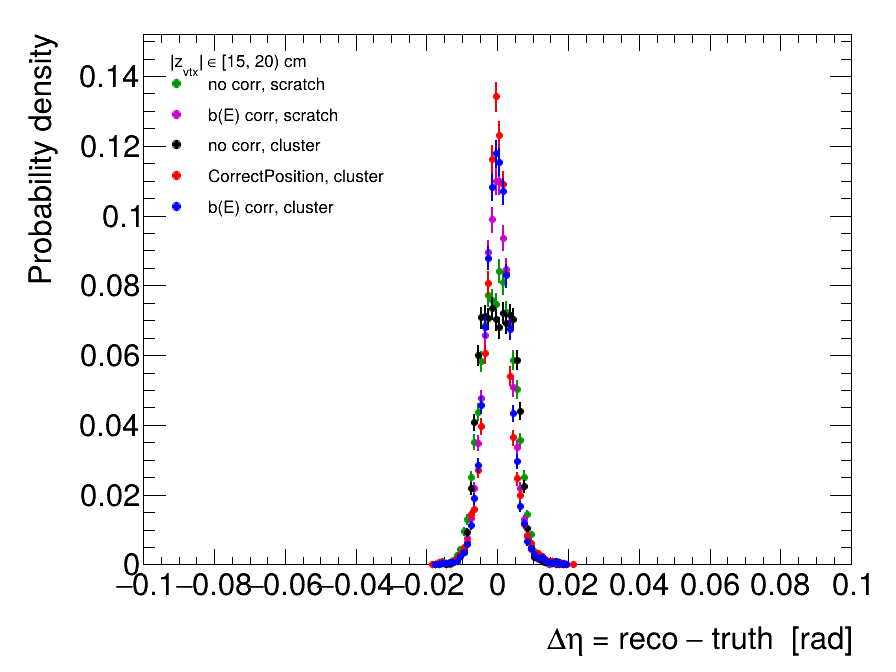 Probability density
0.14
0.12
0.1
0.08
0.06
0.04
0.02
0
|z_vtx| ∈ [15, 20) cm
no corr, scratch
b(E) corr, scratch
no corr, cluster
CorrectPosition, cluster
b(E) corr, cluster
−0.1 −0.08 −0.06 −0.04 −0.02 0 0.02 0.04 0.06 0.08 0.1
Δη = reco − truth [rad]